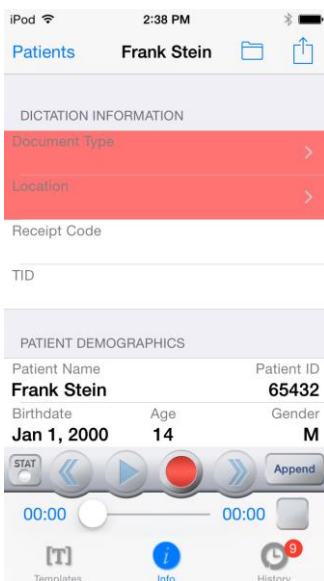 iPod 2:38 PM
Patients Frank Stein
DICTATION INFORMATION
Document Type
Location
Receipt Code
TID
PATIENT DEMOGRAPHICS
Patient Name Patient ID
Frank Stein 65432
Birthdate Age Gender
Jan 1, 2000 14 M
STAT Append
00:00 00:00
[T] i 9
Templates Info History